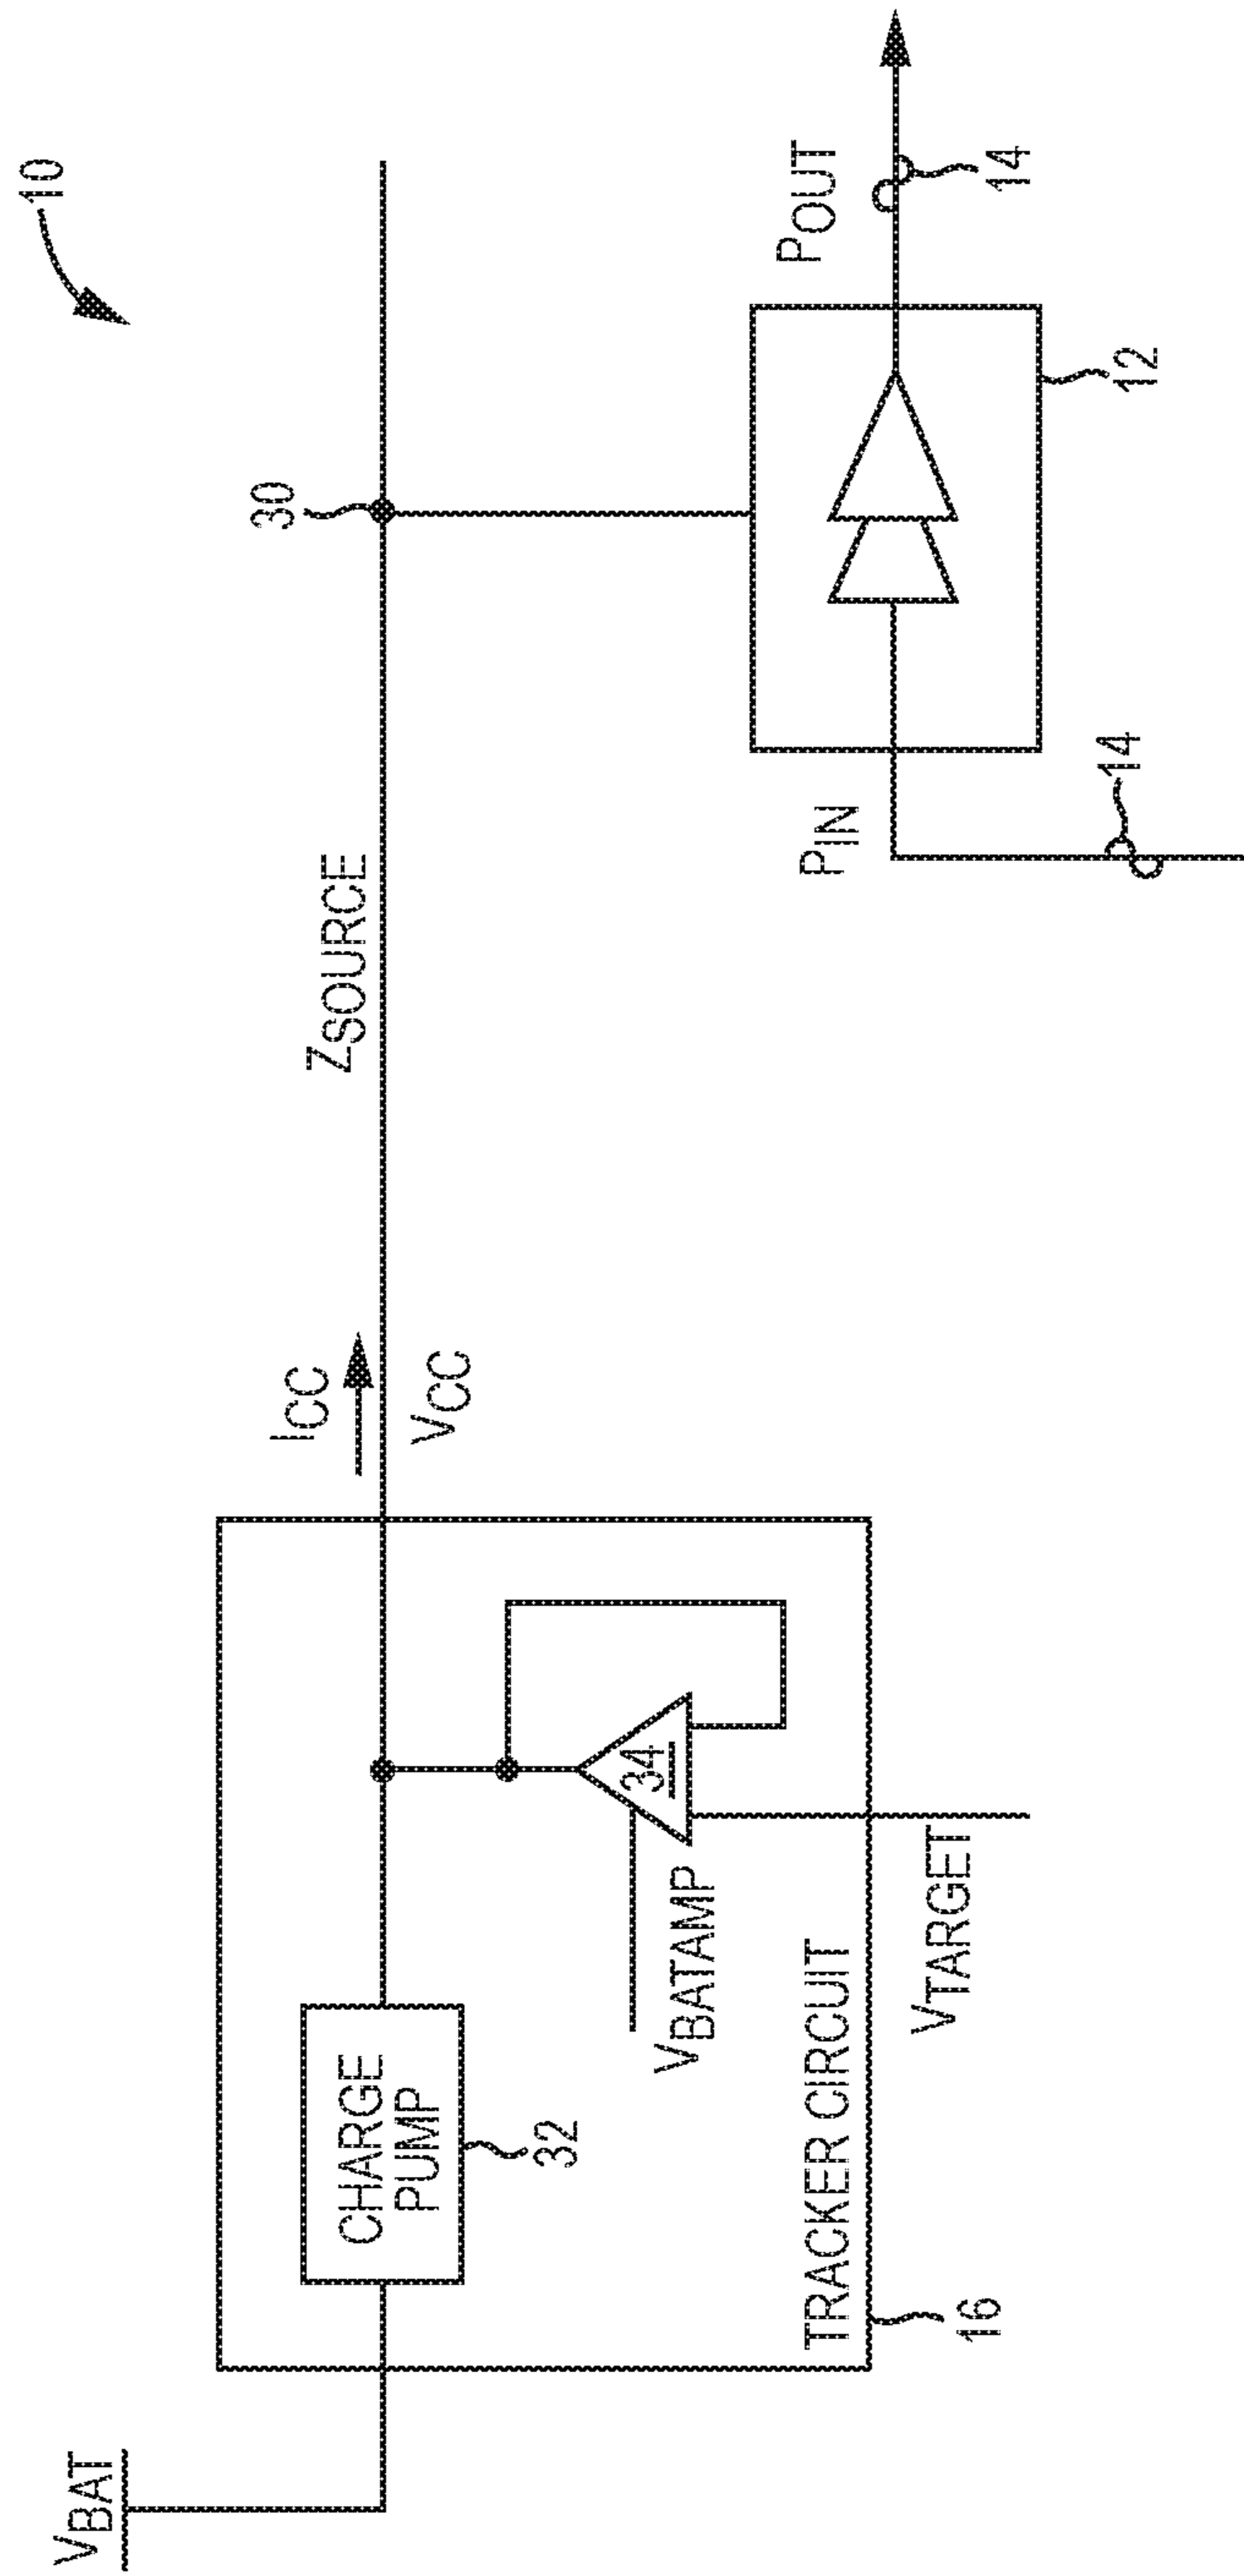 10
VBAT
CHARGE
PUMP
32
ICC
VCC
ZSOURCE
30
34
VBATAMP
TRACKER CIRCUIT
16
VTARGET
PIN
14
12
POUT
14